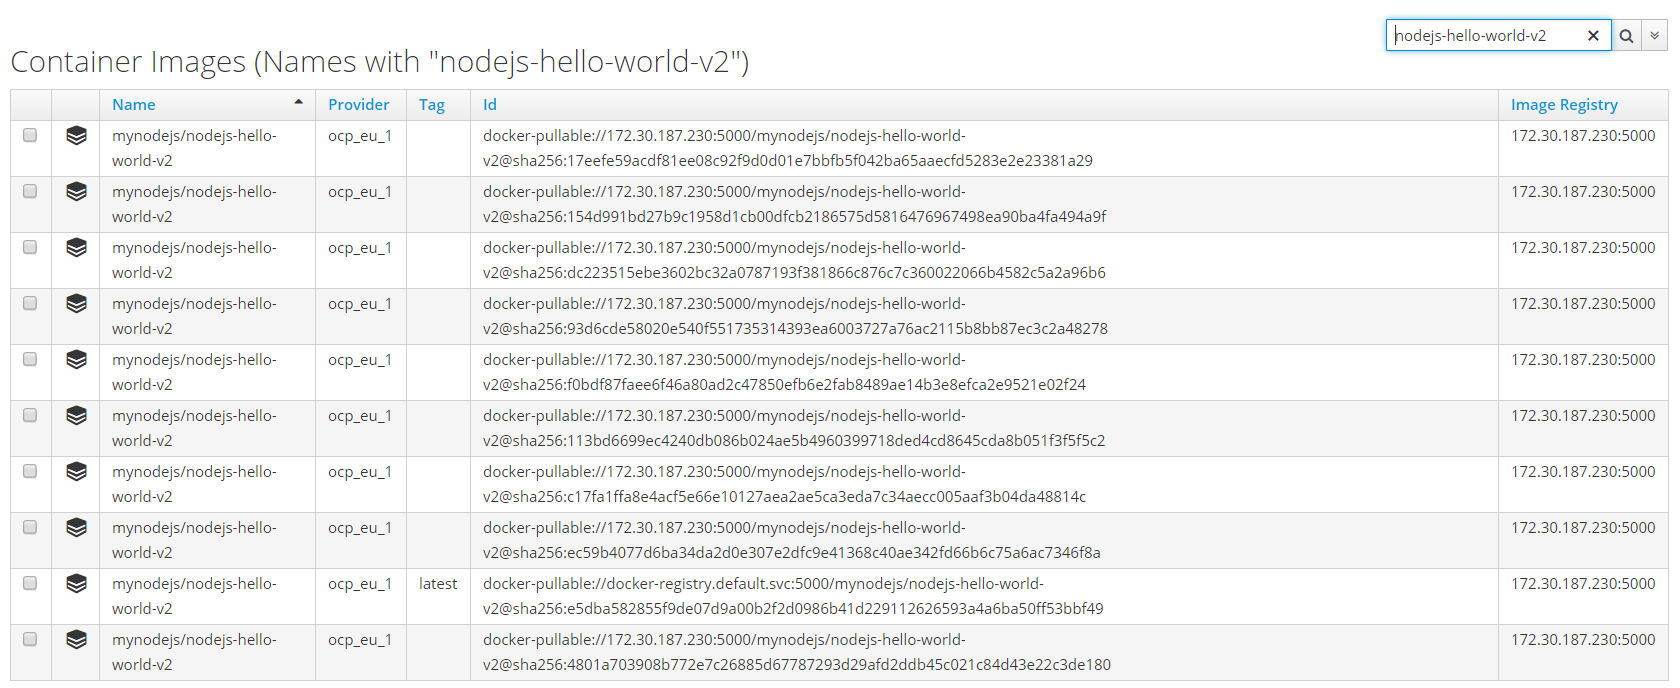 nodejs-hello-world-v2
Container Images (Names with "nodejs-hello-world-v2")
Name Provider Tag Id Image Registry
mynodejs/nodejs-hello- ocp_eu_1 docker-pullable://172.30.187.230:5000/mynodejs/nodejs-hello-world- 172.30.187.230:5000
world-v2 v2@sha256:17eefe59acdf81ee08c92f9d0d01e7bbfb5f042ba65aaecfd5283e2e23381a29
mynodejs/nodejs-hello- ocp_eu_1 docker-pullable://172.30.187.230:5000/mynodejs/nodejs-hello-world- 172.30.187.230:5000
world-v2 v2@sha256:154d991bd27b9c1958d1cb00dfcb2186575d5816476967498ea90ba4fa494a9f
mynodejs/nodejs-hello- ocp_eu_1 docker-pullable://172.30.187.230:5000/mynodejs/nodejs-hello-world- 172.30.187.230:5000
world-v2 v2@sha256:dc223515ebe3602bc32a0787193f381866c876c7c360022066b4582c5a2a96b6
mynodejs/nodejs-hello- ocp_eu_1 docker-pullable://172.30.187.230:5000/mynodejs/nodejs-hello-world- 172.30.187.230:5000
world-v2 v2@sha256:93d6cde58020e540f551735314393ea6003727a76ac2115b8bb87ec3c2a48278
mynodejs/nodejs-hello- ocp_eu_1 docker-pullable://172.30.187.230:5000/mynodejs/nodejs-hello-world- 172.30.187.230:5000
world-v2 v2@sha256:f0bdf87faee6f46a80ad2c47850efb6e2fab8489ae14b3e8efca2e9521e02f24
mynodejs/nodejs-hello- ocp_eu_1 docker-pullable://172.30.187.230:5000/mynodejs/nodejs-hello-world- 172.30.187.230:5000
world-v2 v2@sha256:113bd6699ec4240db086b024ae5b4960399718ded4cd8645cda8b051f3f5f5c2
mynodejs/nodejs-hello- ocp_eu_1 docker-pullable://172.30.187.230:5000/mynodejs/nodejs-hello-world- 172.30.187.230:5000
world-v2 v2@sha256:c17fa1ffa8e4acf5e66e10127aea2ae5ca3eda7c34aecc005aaf3b04da48814c
mynodejs/nodejs-hello- ocp_eu_1 docker-pullable://172.30.187.230:5000/mynodejs/nodejs-hello-world- 172.30.187.230:5000
world-v2 v2@sha256:ec59b4077d6ba34da2d0e307e2dfc9e41368c40ae342fd66b6c75a6ac7346f8a
mynodejs/nodejs-hello- ocp_eu_1 latest docker-pullable://docker-registry.default.svc:5000/mynodejs/nodejs-hello-world- 172.30.187.230:5000
world-v2 v2@sha256:e5dba582855f9de07d9a00b2f2d0986b41d229112626593a4a6ba50ff53bbf49
mynodejs/nodejs-hello- ocp_eu_1 docker-pullable://172.30.187.230:5000/mynodejs/nodejs-hello-world- 172.30.187.230:5000
world-v2 v2@sha256:4801a703908b772e7c26885d67787293d29afd2ddb45c021c84d43e22c3de180